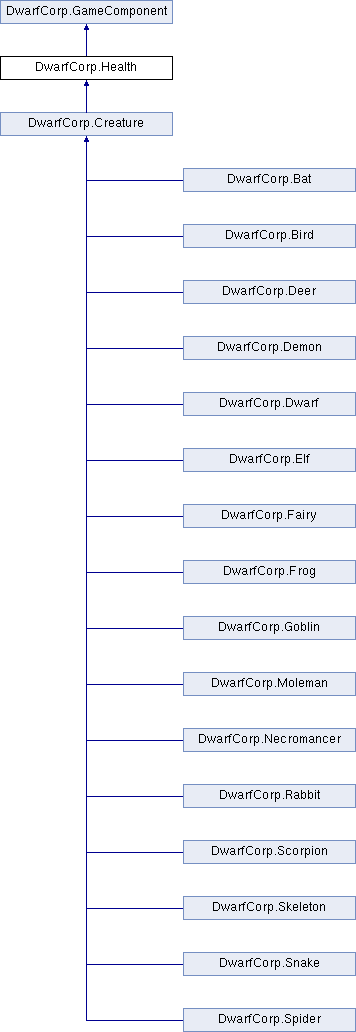 DwarfCorp.GameComponent
DwarfCorp.Health
DwarfCorp.Creature
DwarfCorp.Bat
DwarfCorp.Bird
DwarfCorp.Deer
DwarfCorp.Demon
DwarfCorp.Dwarf
DwarfCorp.Elf
DwarfCorp.Fairy
DwarfCorp.Frog
DwarfCorp.Goblin
DwarfCorp.Moleman
DwarfCorp.Necromancer
DwarfCorp.Rabbit
DwarfCorp.Scorpion
DwarfCorp.Skeleton
DwarfCorp.Snake
DwarfCorp.Spider